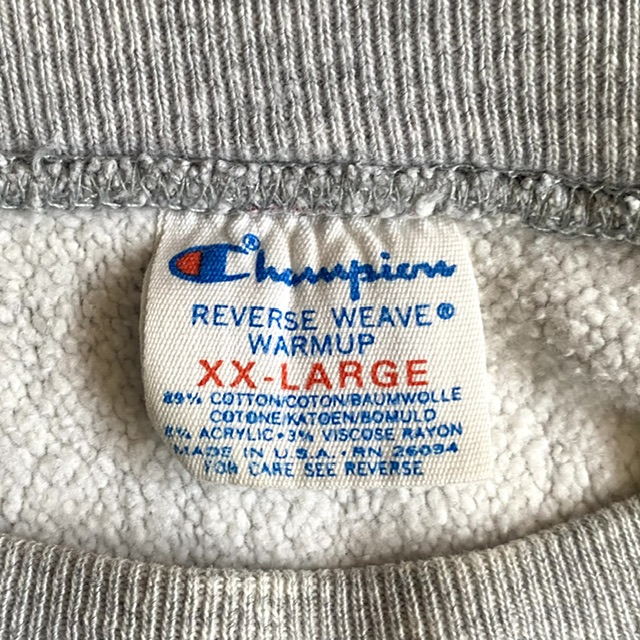 Champion®
REVERSE WEAVE®
WARMUP
XX-LARGE
89% COTTON/COTON/BAUMWOLLE
COTONE/KATOEN/BOMULD
8% ACRYLIC • 3% VISCOSE RAYON
MADE IN U.S.A. • RN 26094
FOR CARE SEE REVERSE